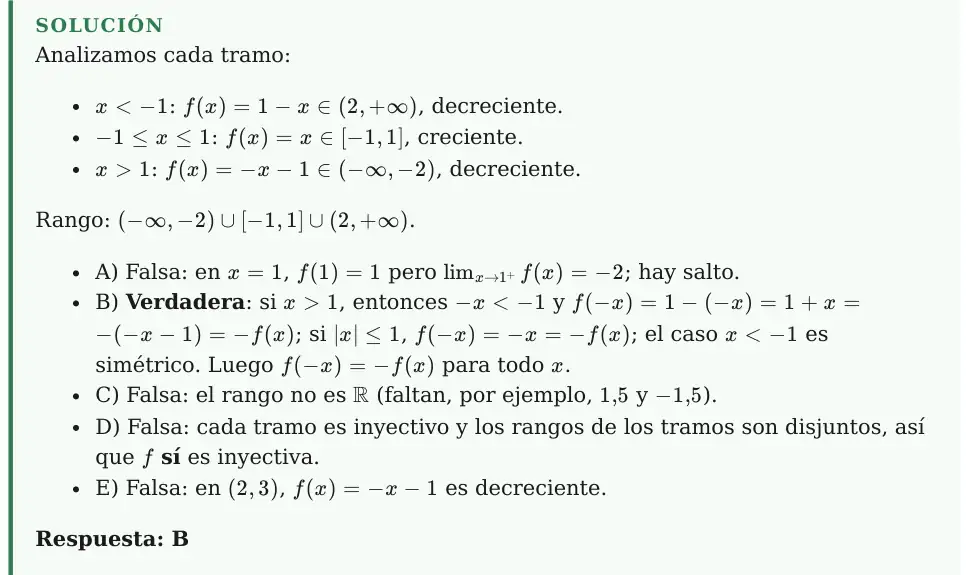 SOLUCIÓN
Analizamos cada tramo:
• x < −1: f(x) = 1 − x ∈ (2, +∞), decreciente.
• −1 ≤ x ≤ 1: f(x) = x ∈ [−1, 1], creciente.
• x > 1: f(x) = −x − 1 ∈ (−∞, −2), decreciente.
Rango: (−∞, −2) ∪ [−1, 1] ∪ (2, +∞).
• A) Falsa: en x = 1, f(1) = 1 pero lim_{x→1⁺} f(x) = −2; hay salto.
• B) Verdadera: si x > 1, entonces −x < −1 y f(−x) = 1 − (−x) = 1 + x =
−(−x − 1) = −f(x); si |x| ≤ 1, f(−x) = −x = −f(x); el caso x < −1 es
simétrico. Luego f(−x) = −f(x) para todo x.
• C) Falsa: el rango no es ℝ (faltan, por ejemplo, 1,5 y −1,5).
• D) Falsa: cada tramo es inyectivo y los rangos de los tramos son disjuntos, así
que f sí es inyectiva.
• E) Falsa: en (2, 3), f(x) = −x − 1 es decreciente.
Respuesta: B